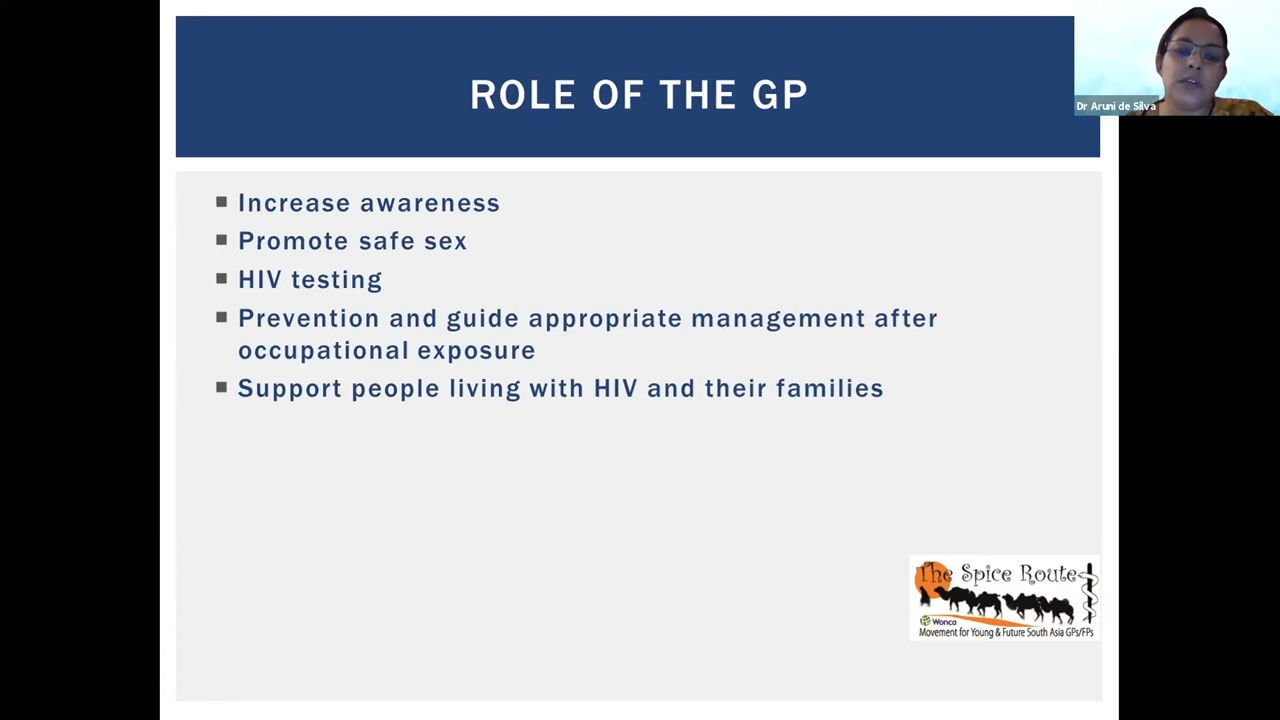 ROLE OF THE GP
Dr Aruni de Silva
Increase awareness
Promote safe sex
HIV testing
Prevention and guide appropriate management after
occupational exposure
Support people living with HIV and their families
The Spice Route
Wonca
Movement for Young & Future South Asia GPs/FPs